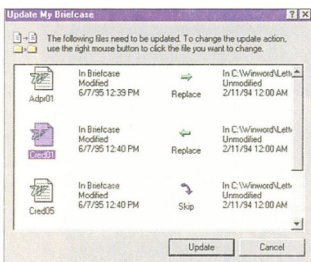 Update My Briefcase
The following files need to be updated. To change the update action,
use the right mouse button to click the file you want to change.
In Briefcase
Modified
6/7/95 12:39 PM
Adpr01
Replace
In C:\Winword\Lett
Unmodified
2/11/94 12:00 AM
In Briefcase
Modified
6/7/95 12:40 PM
Cred01
Replace
In C:\Winword\Lett
Unmodified
2/11/94 12:00 AM
In Briefcase
Modified
6/7/95 12:40 PM
Cred05
Skip
In C:\Winword\Lett
Unmodified
2/11/94 12:00 AM
Update
Cancel